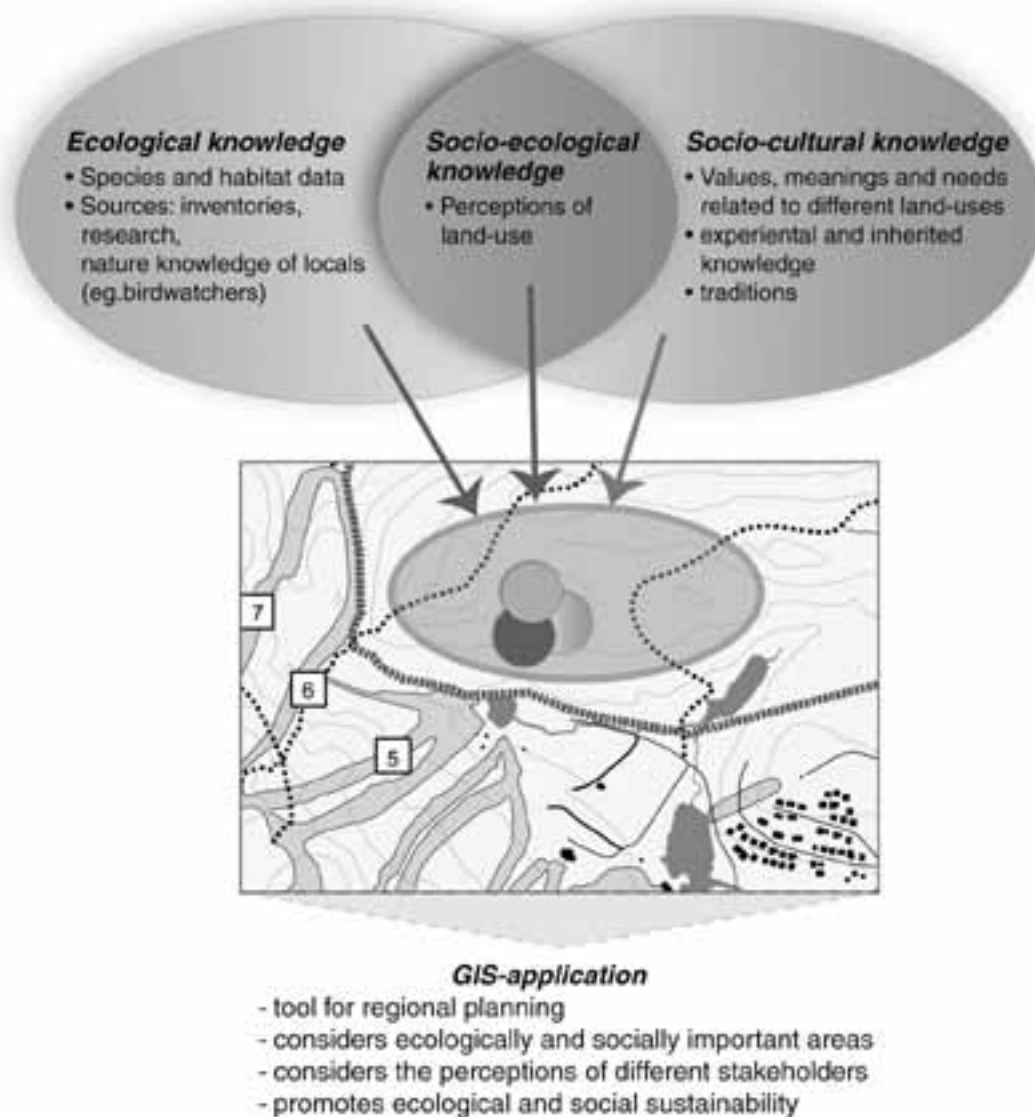 Ecological knowledge
• Species and habitat data
• Sources: inventories,
research,
nature knowledge of locals
(eg.birdwatchers)
Socio-ecological
knowledge
• Perceptions of
land-use
Socio-cultural knowledge
• Values, meanings and needs
related to different land-uses
• experiental and inherited
knowledge
• traditions
7
6
5
GIS-application
- tool for regional planning
- considers ecologically and socially important areas
- considers the perceptions of different stakeholders
- promotes ecological and social sustainability